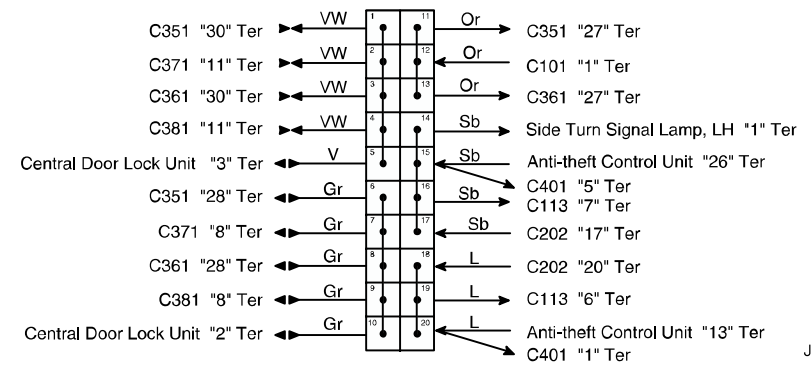 C351 "30" Ter VW 1 11 Or C351 "27" Ter
C371 "11" Ter VW 2 12 Or C101 "1" Ter
C361 "30" Ter VW 3 13 Or C361 "27" Ter
C381 "11" Ter VW 4 14 Sb Side Turn Signal Lamp, LH "1" Ter
Central Door Lock Unit "3" Ter V 5 15 Sb Anti-theft Control Unit "26" Ter
C401 "5" Ter
C351 "28" Ter Gr 6 16 Sb C113 "7" Ter
C371 "8" Ter Gr 7 17 Sb C202 "17" Ter
C361 "28" Ter Gr 8 18 L C202 "20" Ter
C381 "8" Ter Gr 9 19 L C113 "6" Ter
Central Door Lock Unit "2" Ter Gr 10 20 L Anti-theft Control Unit "13" Ter
C401 "1" Ter
J